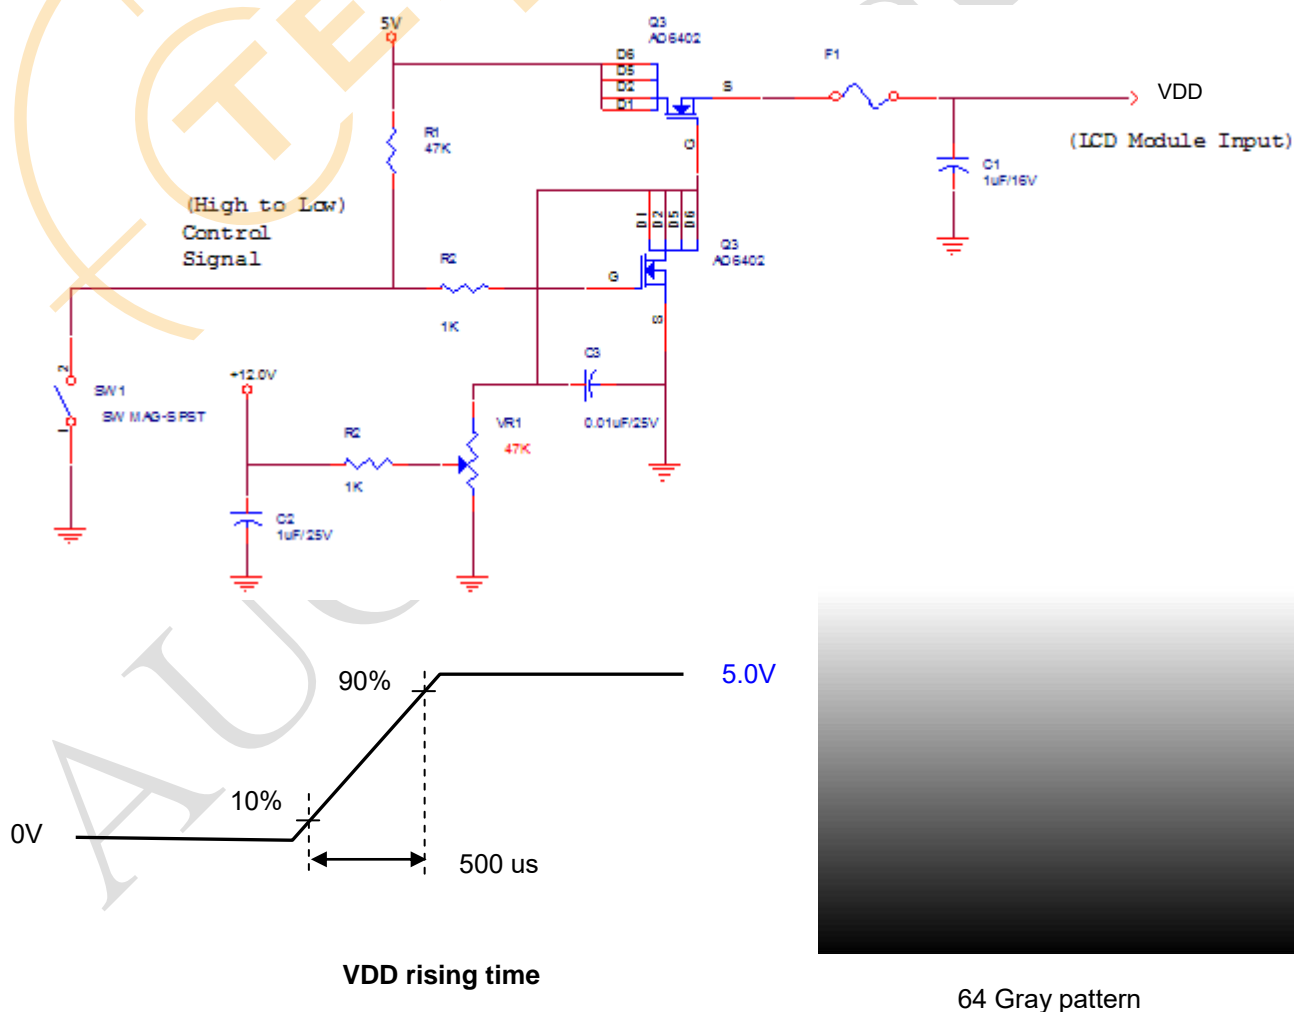 5V
Q3
AO6402
D6
D5
D2
D1
S
G
F1
VDD
(LCD Module Input)
C1
1uF/16V
R1
47K
(High to Low)
Control
Signal
D1
D2
D5
D6
Q3
AO6402
R2
1K
G
S
2
1
SW1
SW MAG-SPST
+12.0V
C3
0.01uF/25V
R2
1K
VR1
47K
C2
1uF/25V
90%
5.0V
10%
0V
500 us
VDD rising time
64 Gray pattern